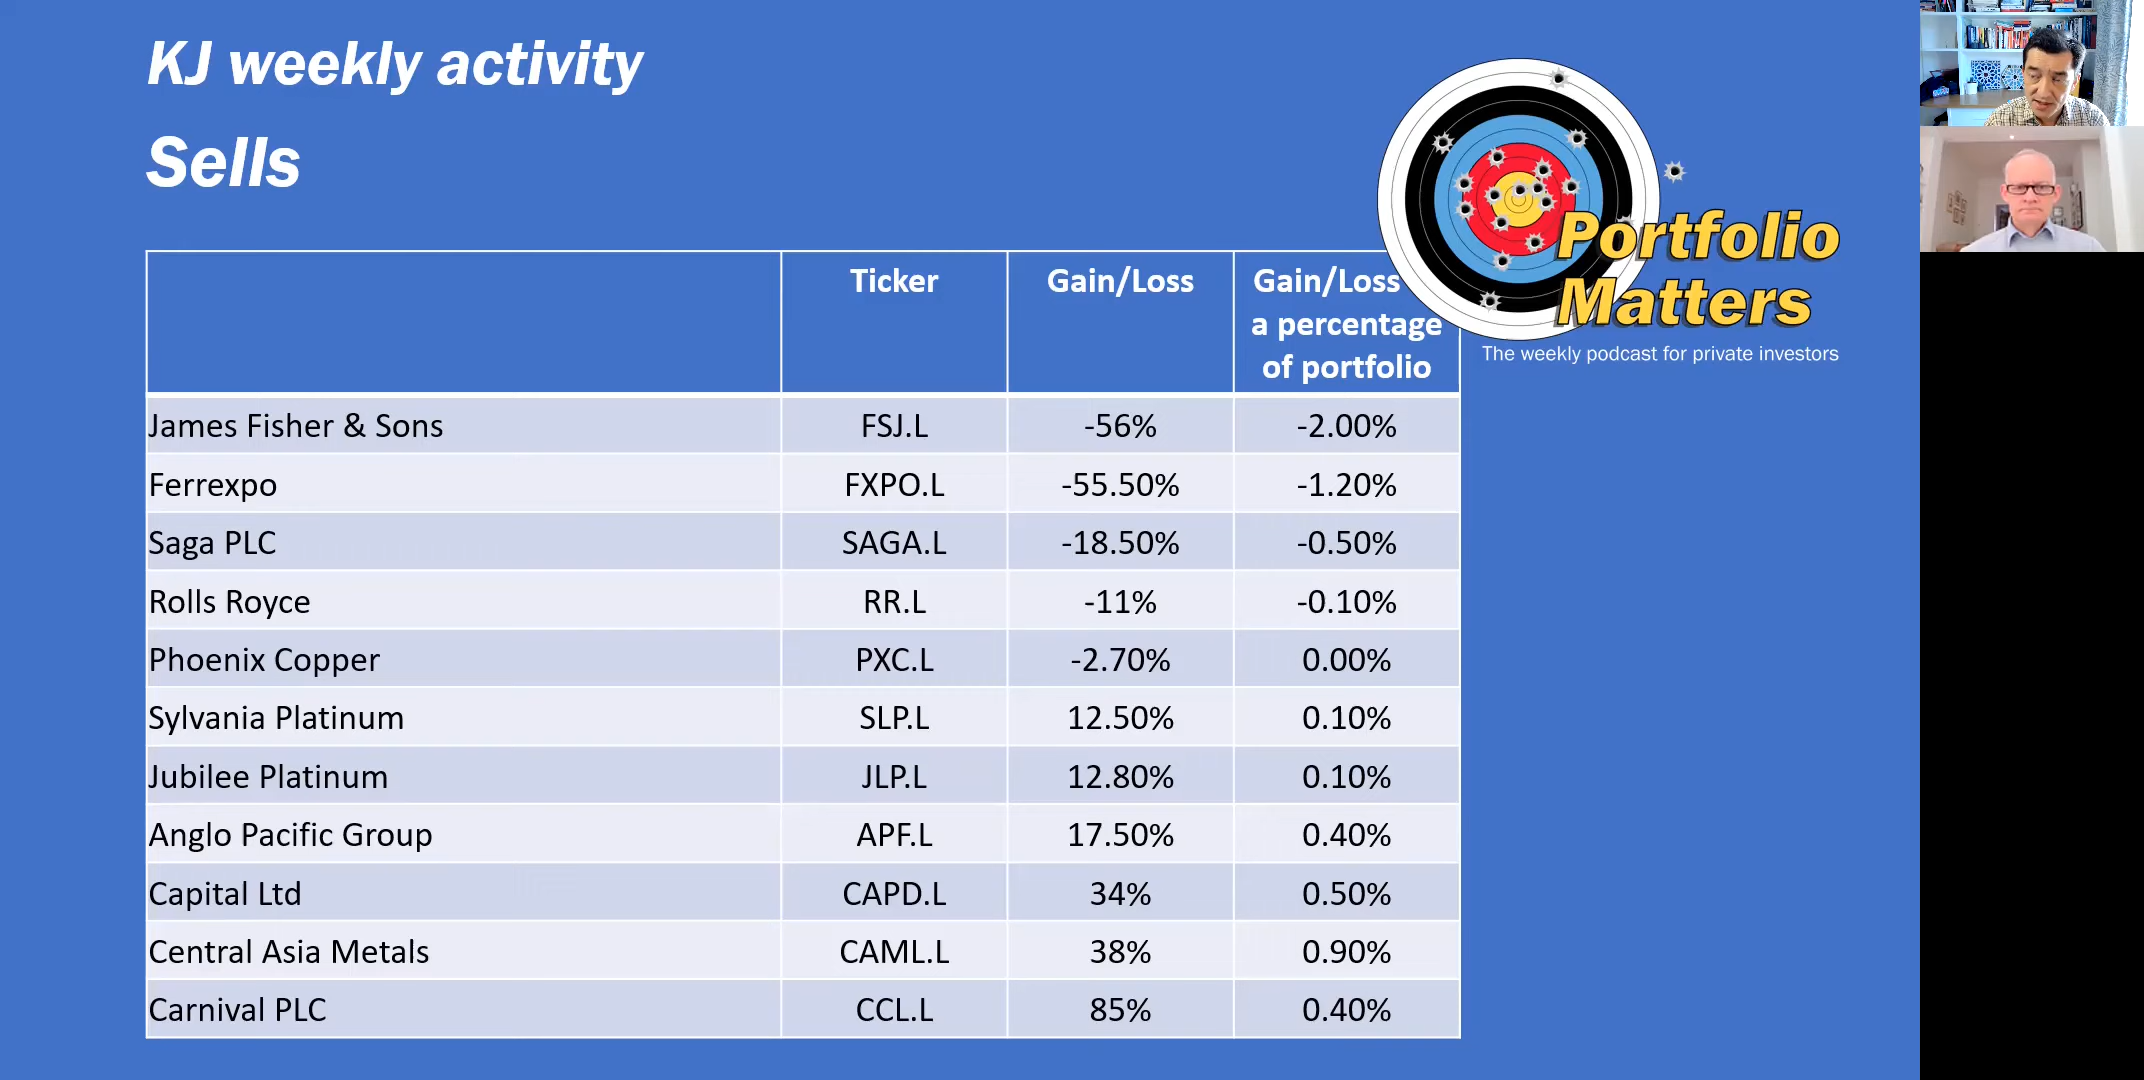 KJ weekly activity
Sells
Portfolio
Matters
The weekly podcast for private investors
Ticker Gain/Loss Gain/Loss
a percentage
of portfolio
James Fisher & Sons FSJ.L -56% -2.00%
Ferrexpo FXPO.L -55.50% -1.20%
Saga PLC SAGA.L -18.50% -0.50%
Rolls Royce RR.L -11% -0.10%
Phoenix Copper PXC.L -2.70% 0.00%
Sylvania Platinum SLP.L 12.50% 0.10%
Jubilee Platinum JLP.L 12.80% 0.10%
Anglo Pacific Group APF.L 17.50% 0.40%
Capital Ltd CAPD.L 34% 0.50%
Central Asia Metals CAML.L 38% 0.90%
Carnival PLC CCL.L 85% 0.40%